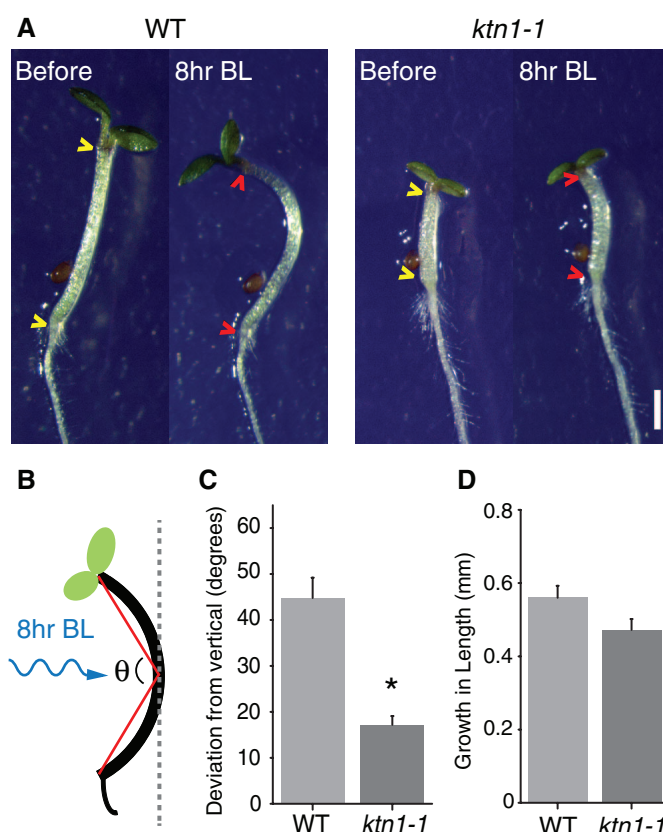 A
WT
ktn1-1
Before
8hr BL
Before
8hr BL
B
8hr BL
θ
C
Deviation from vertical (degrees)
60
50
40
30
20
10
0
*
WT
ktn1-1
D
Growth in Length (mm)
0.8
0.6
0.4
0.2
0
WT
ktn1-1